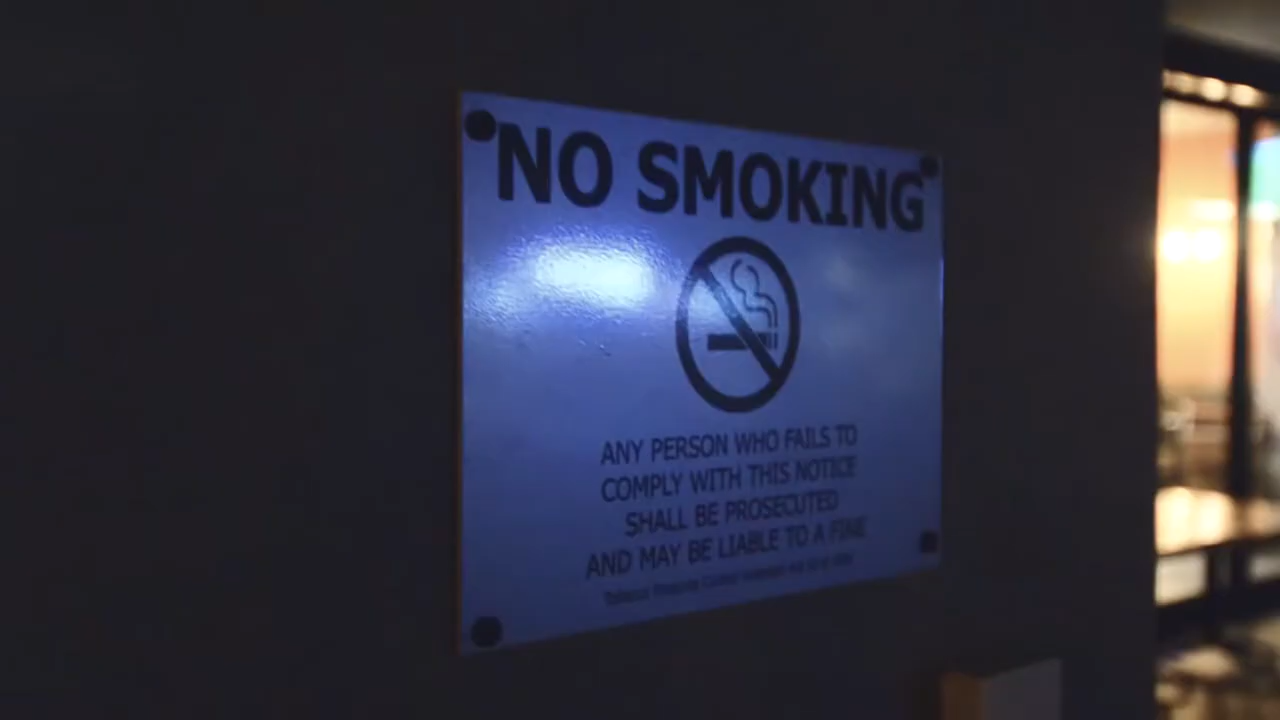 NO SMOKING
ANY PERSON WHO FAILS TO
COMPLY WITH THIS NOTICE
SHALL BE PROSECUTED
AND MAY BE LIABLE TO A FINE